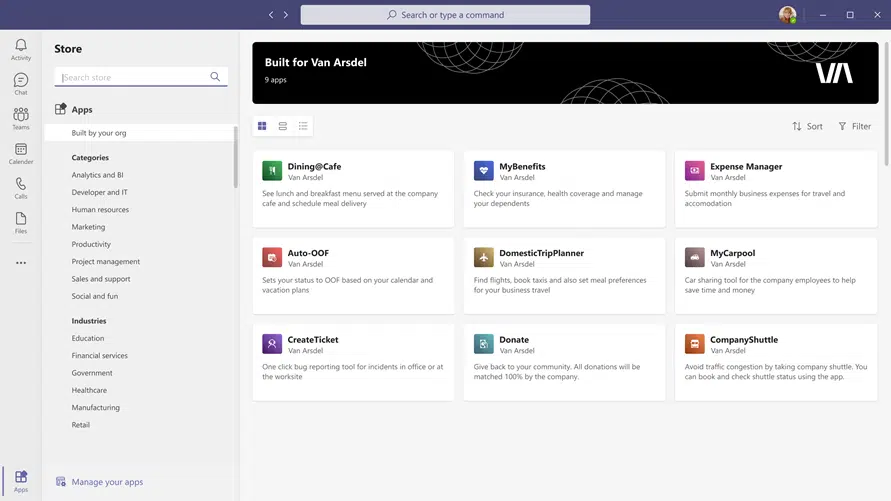 Search or type a command
Activity
Chat
Teams
Calender
Calls
Files
Apps
Store
Search store
Apps
Built by your org
Categories
Analytics and BI
Developer and IT
Human resources
Marketing
Productivity
Project management
Sales and support
Social and fun
Industries
Education
Financial services
Government
Healthcare
Manufacturing
Retail
Manage your apps
Built for Van Arsdel
9 apps
VA
Sort
Filter
Dining@Cafe
Van Arsdel
See lunch and breakfast menu served at the company
cafe and schedule meal delivery
MyBenefits
Van Arsdel
Check your insurance, health coverage and manage
your dependents
Expense Manager
Van Arsdel
Submit monthly business expenses for travel and
accomodation
Auto-OOF
Van Arsdel
Sets your status to OOF based on your calendar and
vacation plans
DomesticTripPlanner
Van Arsdel
Find flights, book taxis and also set meal preferences
for your business travel
MyCarpool
Van Arsdel
Car sharing tool for the company employees to help
save time and money
CreateTicket
Van Arsdel
One click bug reporting tool for incidents in office or at
the worksite
Donate
Van Arsdel
Give back to your community. All donations will be
matched 100% by the company.
CompanyShuttle
Van Arsdel
Avoid traffic congestion by taking company shuttle. You
can book and check shuttle status using the app.